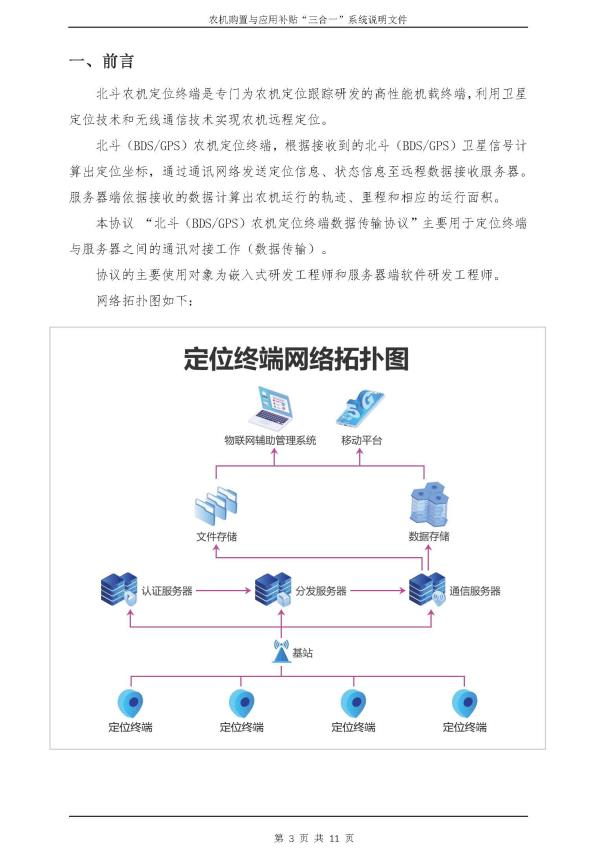 农机购置与应用补贴“三合一”系统说明文件
一、前言
北斗农机定位终端是专门为农机定位跟踪研发的高性能机载终端，利用卫星
定位技术和无线通信技术实现农机远程定位。
北斗（BDS/GPS）农机定位终端，根据接收到的北斗（BDS/GPS）卫星信号计
算出定位坐标，通过通讯网络发送定位信息、状态信息至远程数据接收服务器。
服务器端依据接收的数据计算出农机运行的轨迹、里程和相应的运行面积。
本协议 “北斗（BDS/GPS）农机定位终端数据传输协议”主要用于定位终端
与服务器之间的通讯对接工作（数据传输）。
协议的主要使用对象为嵌入式研发工程师和服务器端软件研发工程师。
网络拓扑图如下：
定位终端网络拓扑图
5G
物联网辅助管理系统 移动平台
文件存储 数据存储
认证服务器 分发服务器 通信服务器
基站
定位终端 定位终端 定位终端 定位终端
第 3 页 共 11 页